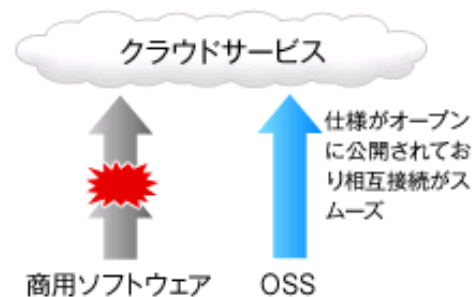 クラウドサービス
仕様がオープン
に公開されてお
り相互接続がス
ムーズ
商用ソフトウェア
OSS